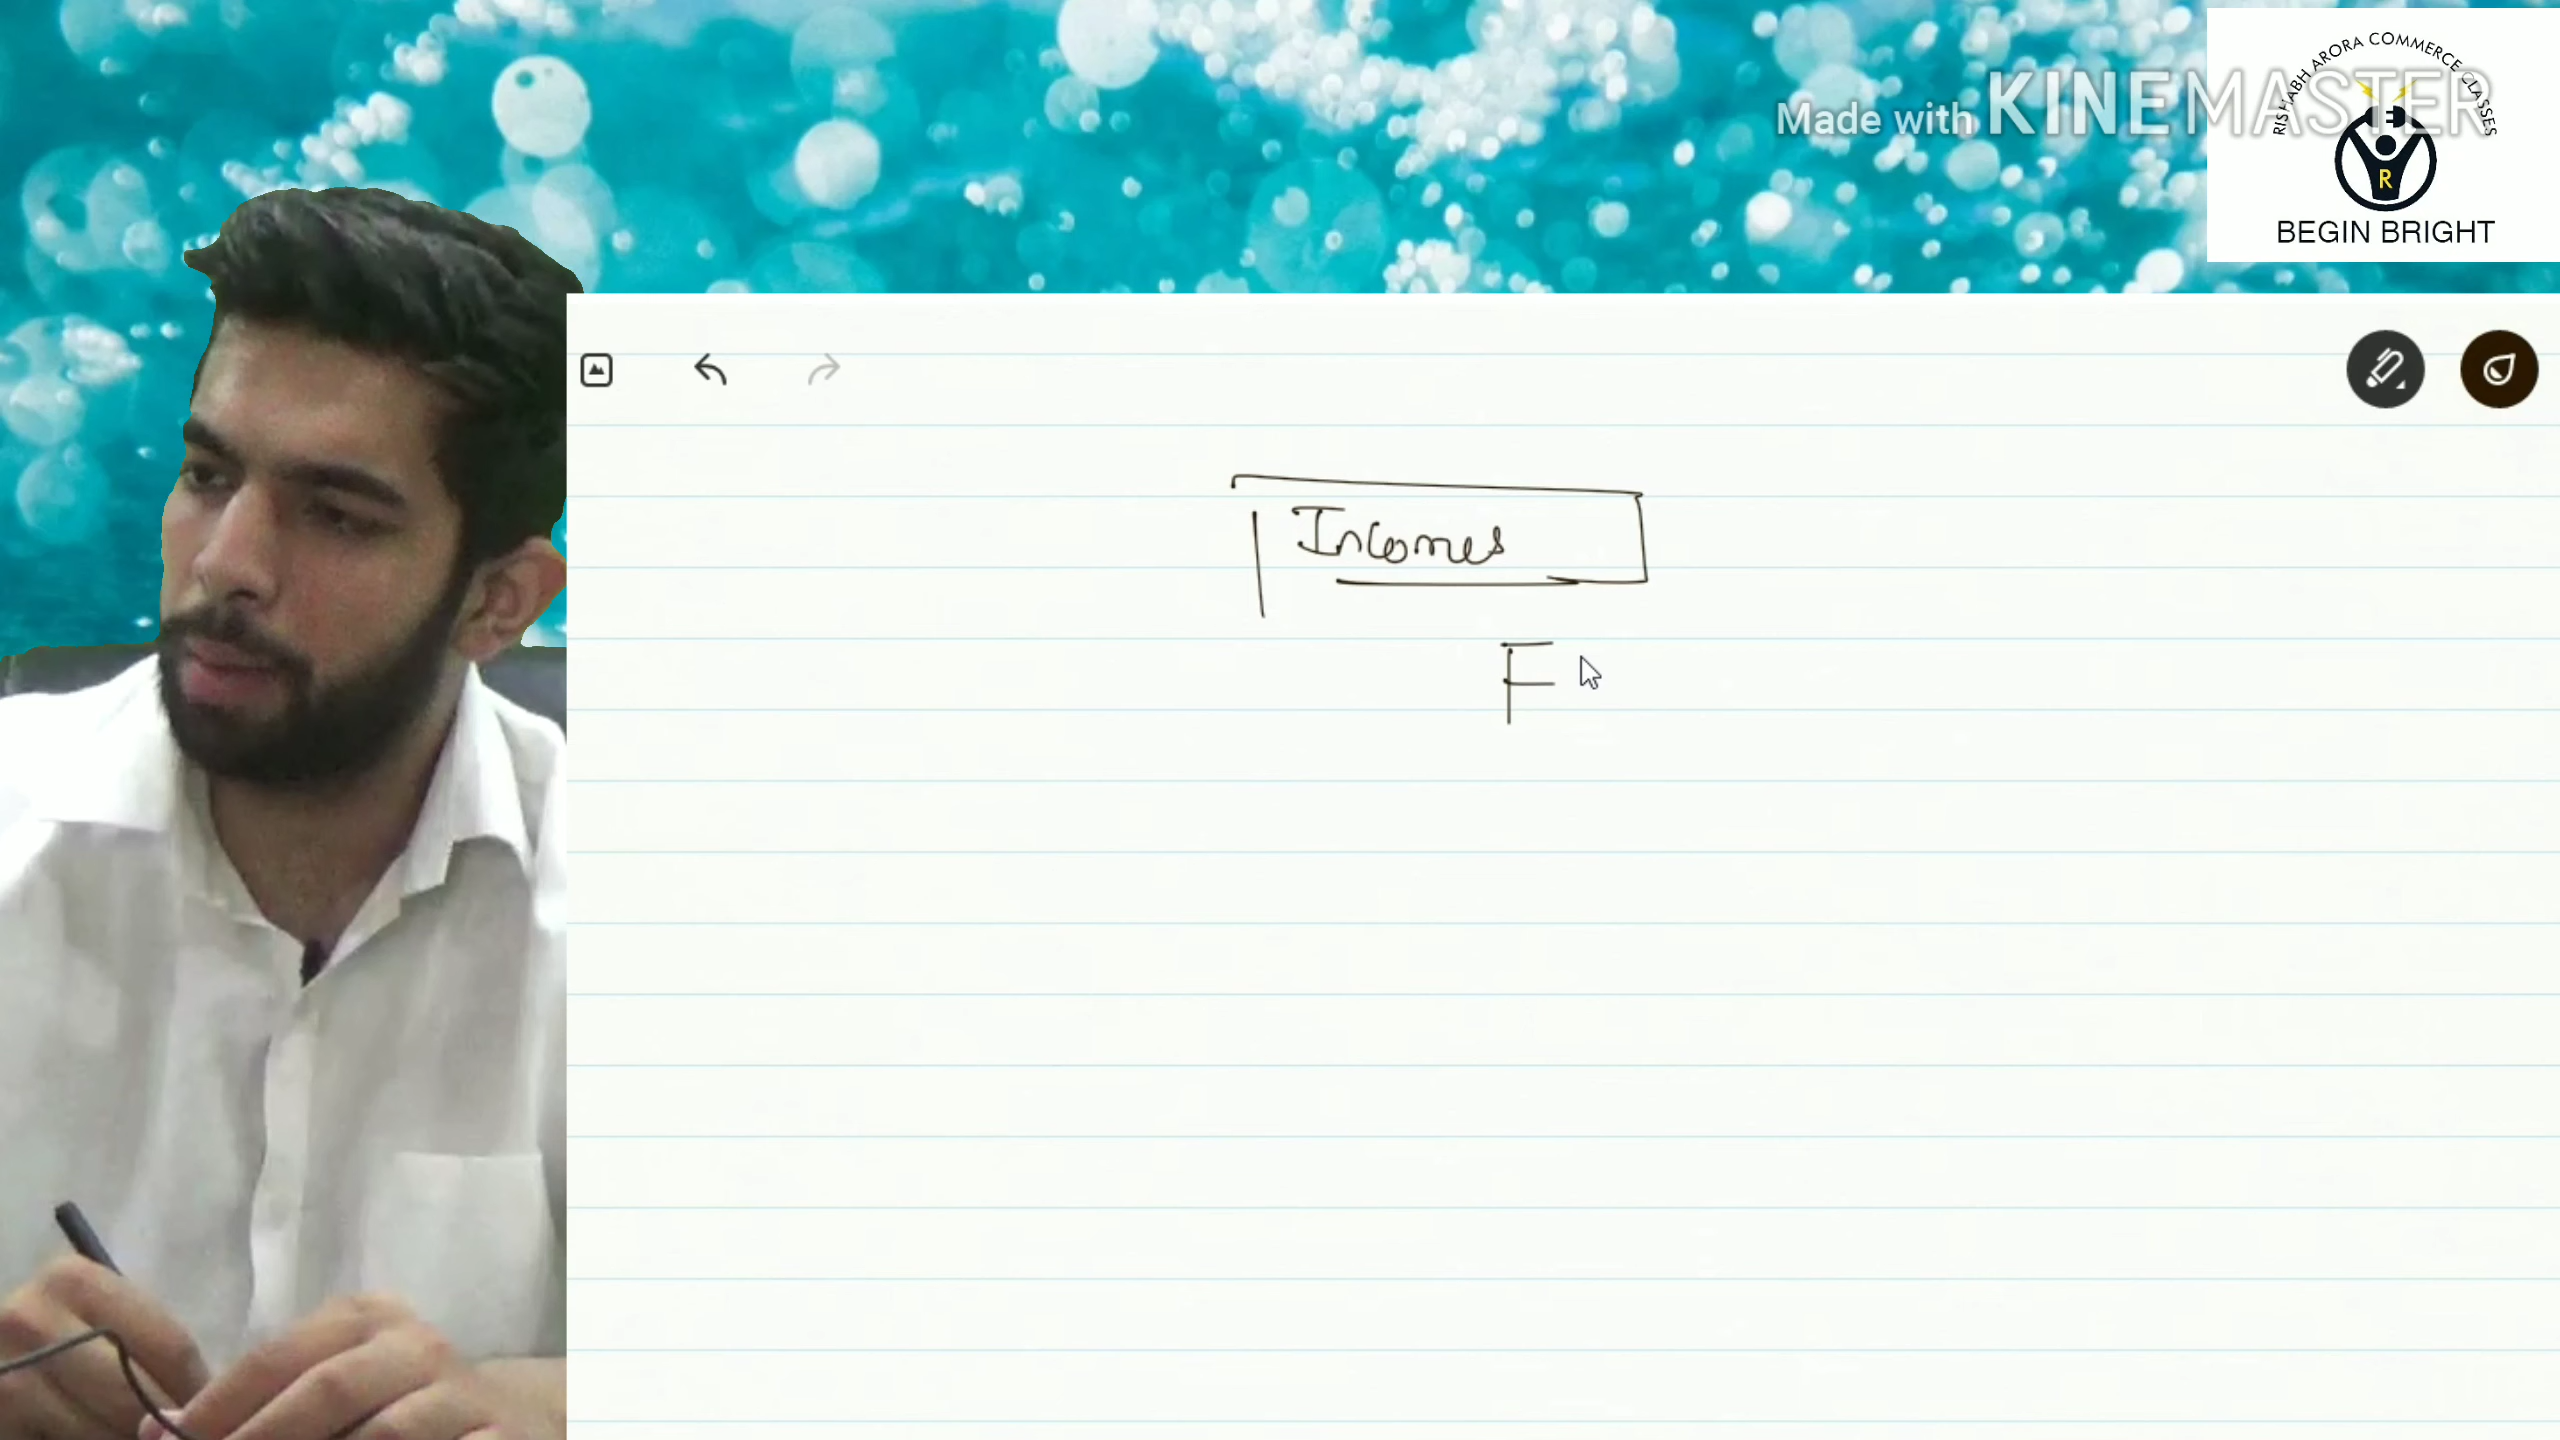 RISHABH ARORA COMMERCE CLASSES
Made with KINEMASTER
R
BEGIN BRIGHT
Incomes
F